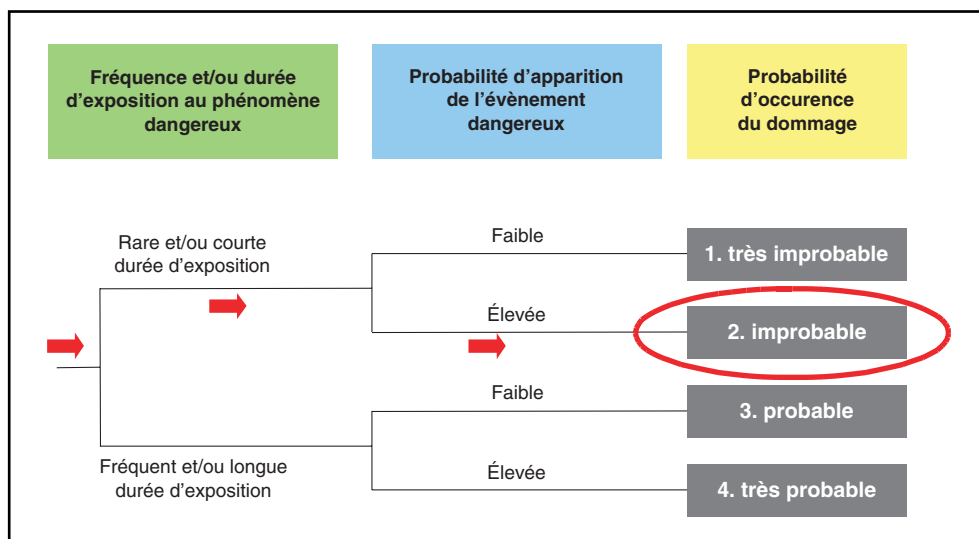 Fréquence et/ou durée
d’exposition au phénomène
dangereux
Probabilité d’apparition
de l’évènement
dangereux
Probabilité
d’occurence
du dommage
Rare et/ou courte
durée d’exposition
Faible
1. très improbable
Élevée
2. improbable
Faible
3. probable
Fréquent et/ou longue
durée d’exposition
Élevée
4. très probable